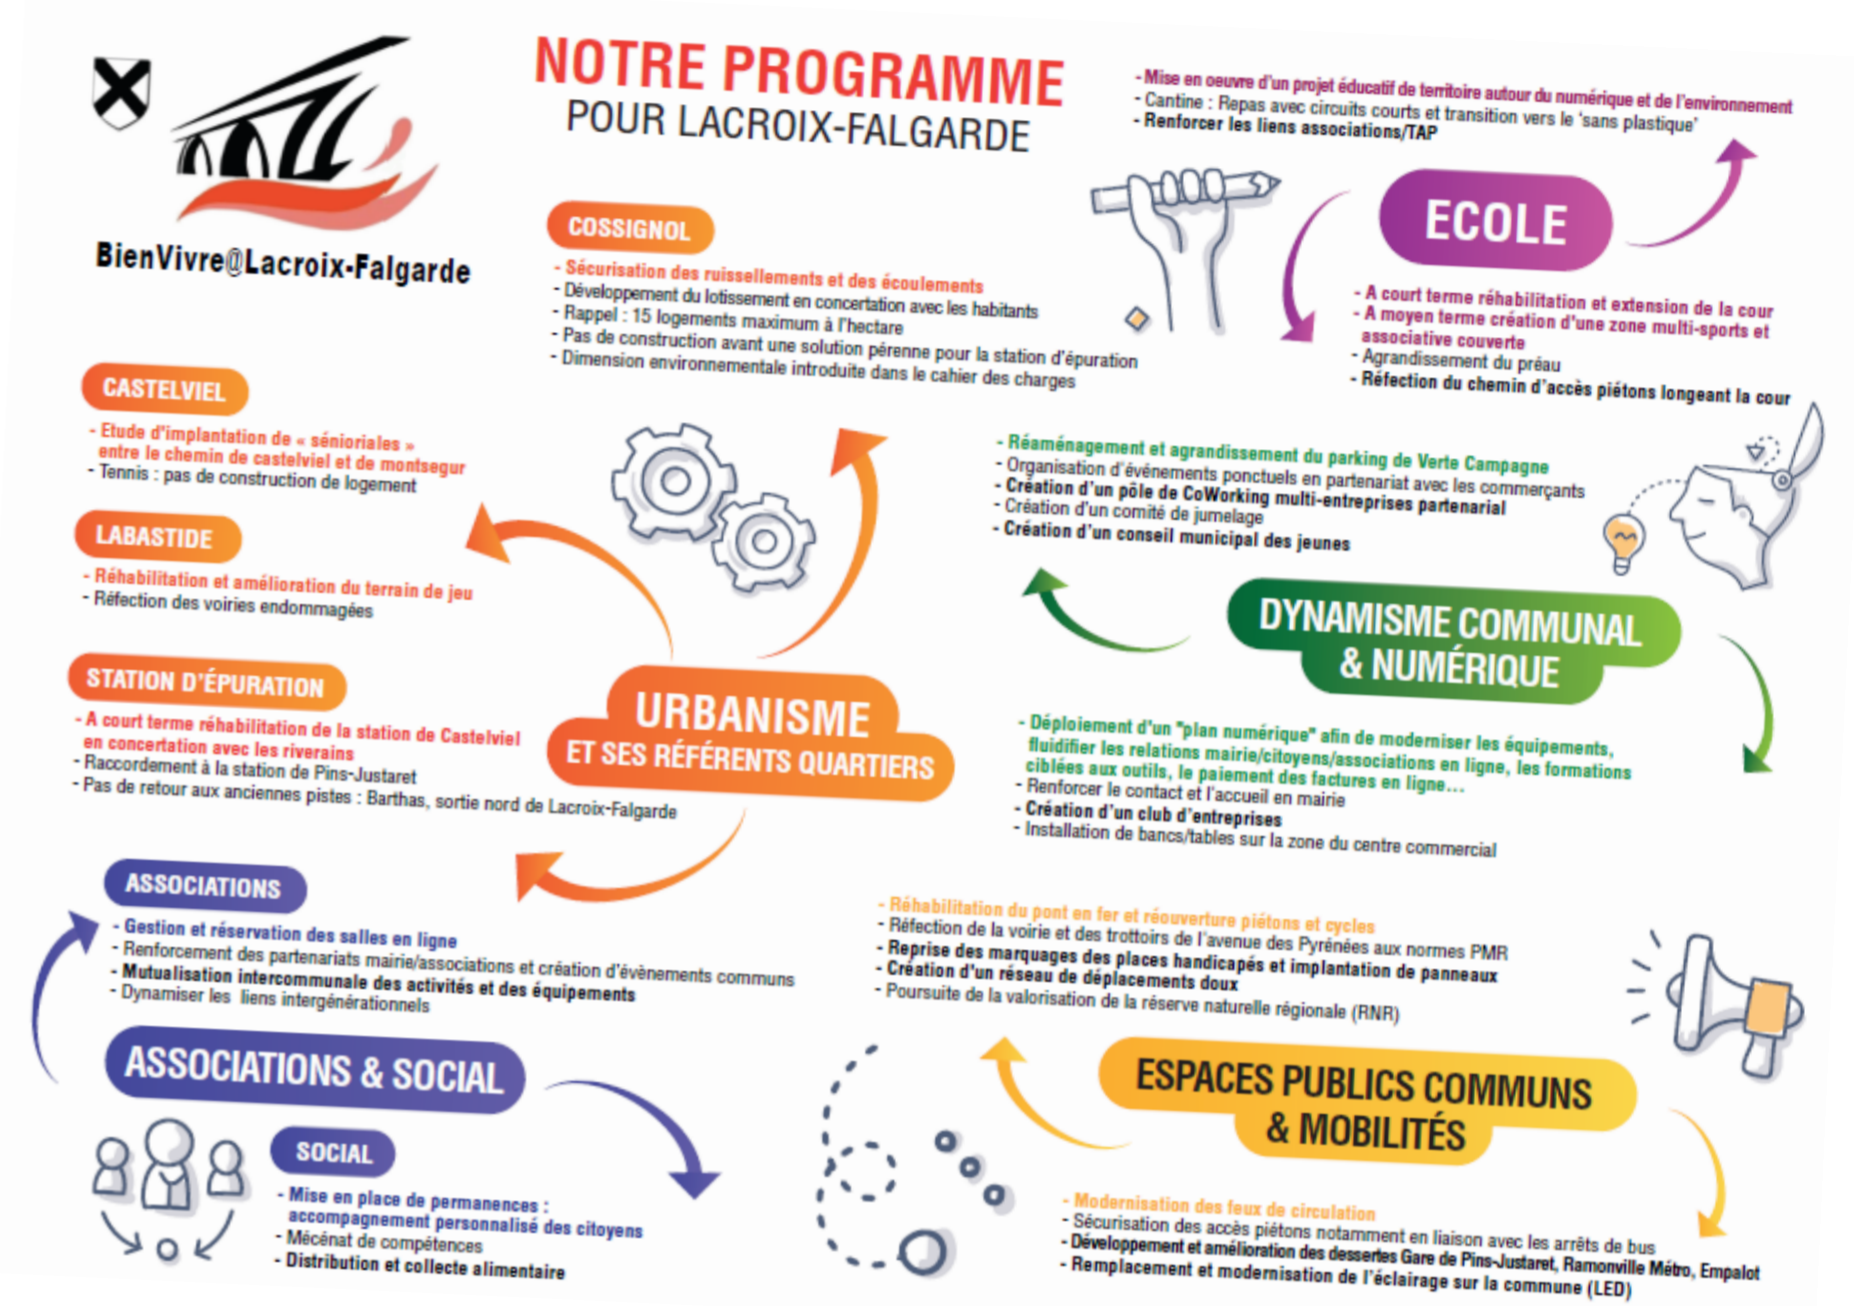 NOTRE PROGRAMME
POUR LACROIX-FALGARDE
BienVivre@Lacroix-Falgarde
COSSIGNOL
- Sécurisation des ruissellements et des écoulements
- Développement du lotissement en concertation avec les habitants
- Rappel : 15 logements maximum à l'hectare
- Pas de construction avant une solution pérenne pour la station d'épuration
- Dimension environnementale introduite dans le cahier des charges
CASTELVIEL
- Etude d'implantation de « sénioriales »
entre le chemin de castelviel et de montsegur
- Tennis : pas de construction de logement
LABASTIDE
- Réhabilitation et amélioration du terrain de jeu
- Réfection des voiries endommagées
STATION D'ÉPURATION
- A court terme réhabilitation de la station de Castelviel
en concertation avec les riverains
- Raccordement à la station de Pins-Justaret
- Pas de retour aux anciennes pistes : Barthas, sortie nord de Lacroix-Falgarde
URBANISME
ET SES RÉFÉRENTS QUARTIERS
- Mise en oeuvre d'un projet éducatif de territoire autour du numérique et de l'environnement
- Cantine : Repas avec circuits courts et transition vers le 'sans plastique'
- Renforcer les liens associations/TAP
ECOLE
- A court terme réhabilitation et extension de la cour
- A moyen terme création d'une zone multi-sports et
associative couverte
- Agrandissement du préau
- Réfection du chemin d'accès piétons longeant la cour
- Réaménagement et agrandissement du parking de Verte Campagne
- Organisation d'événements ponctuels en partenariat avec les commerçants
- Création d'un pôle de CoWorking multi-entreprises partenarial
- Création d'un comité de jumelage
- Création d'un conseil municipal des jeunes
DYNAMISME COMMUNAL
& NUMÉRIQUE
- Déploiement d'un "plan numérique" afin de moderniser les équipements,
fluidifier les relations mairie/citoyens/associations en ligne, les formations
ciblées aux outils, le paiement des factures en ligne...
- Renforcer le contact et l'accueil en mairie
- Création d'un club d'entreprises
- Installation de bancs/tables sur la zone du centre commercial
ASSOCIATIONS
- Gestion et réservation des salles en ligne
- Renforcement des partenariats mairie/associations et création d'évènements communs
- Mutualisation intercommunale des activités et des équipements
- Dynamiser les liens intergénérationnels
ASSOCIATIONS & SOCIAL
SOCIAL
- Mise en place de permanences :
accompagnement personnalisé des citoyens
- Mécénat de compétences
- Distribution et collecte alimentaire
- Réhabilitation du pont en fer et réouverture piétons et cycles
- Réfection de la voirie et des trottoirs de l'avenue des Pyrénées aux normes PMR
- Reprise des marquages des places handicapés et implantation de panneaux
- Création d'un réseau de déplacements doux
- Poursuite de la valorisation de la réserve naturelle régionale (RNR)
ESPACES PUBLICS COMMUNS
& MOBILITÉS
- Modernisation des feux de circulation
- Sécurisation des accès piétons notamment en liaison avec les arrêts de bus
- Développement et amélioration des dessertes Gare de Pins-Justaret, Ramonville Métro, Empalot
- Remplacement et modernisation de l'éclairage sur la commune (LED)